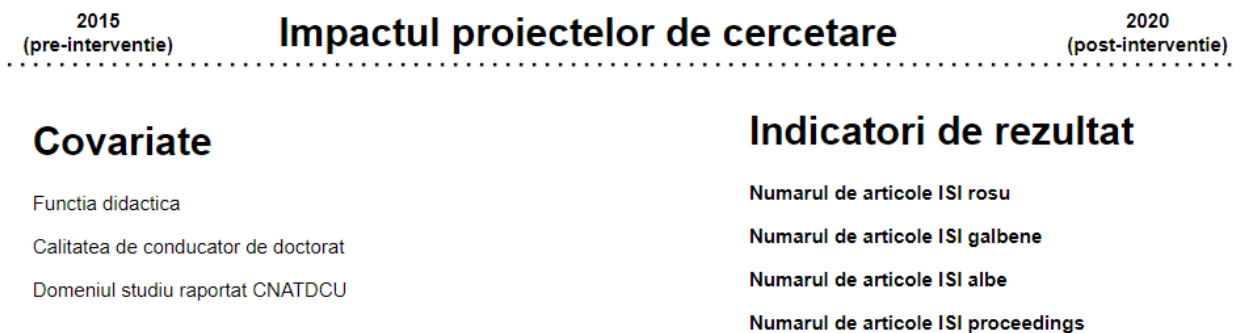 2015
(pre-interventie)
Impactul proiectelor de cercetare
2020
(post-interventie)
Covariate
Functia didactica
Calitatea de conducator de doctorat
Domeniul studiu raportat CNATDCU
Indicatori de rezultat
Numarul de articole ISI rosu
Numarul de articole ISI galbene
Numarul de articole ISI albe
Numarul de articole ISI proceedings